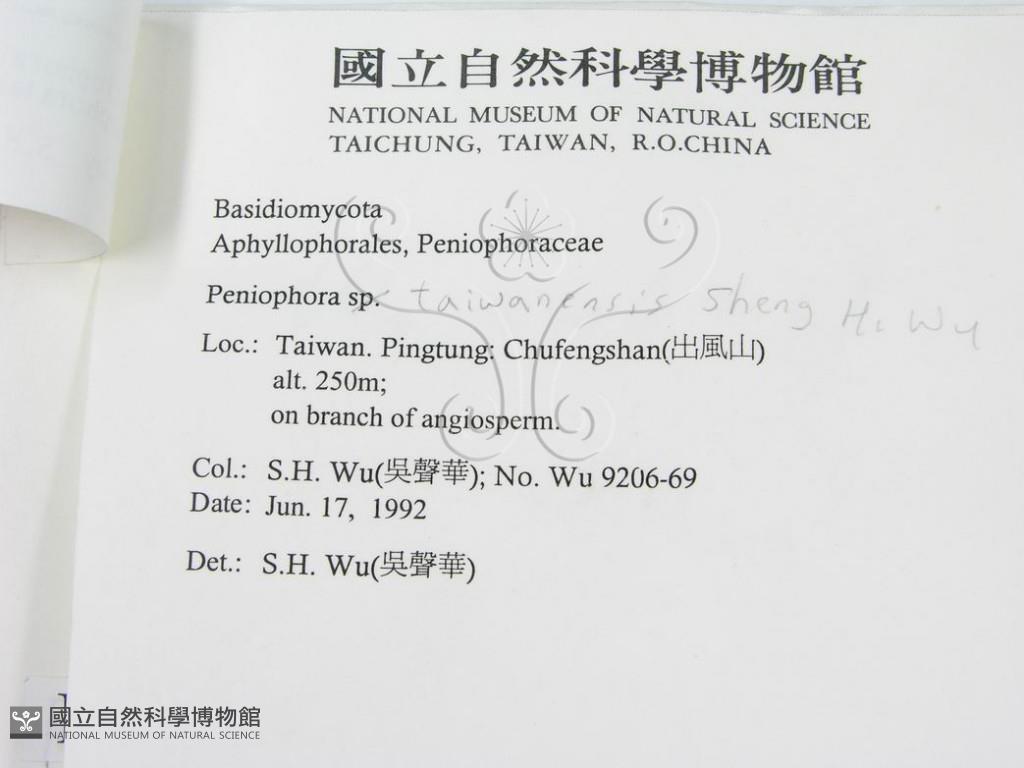 國立自然科學博物館
NATIONAL MUSEUM OF NATURAL SCIENCE
TAICHUNG, TAIWAN, R.O.CHINA
Basidiomycota
Aphyllophorales, Peniophoraceae
Peniophora sp. taiwanensis Sheng H. Wu
Loc.: Taiwan. Pingtung: Chufengshan(出風山)
alt. 250m;
on branch of angiosperm.
Col.: S.H. Wu(吳聲華); No. Wu 9206-69
Date: Jun. 17, 1992
Det.: S.H. Wu(吳聲華)
國立自然科學博物館
NATIONAL MUSEUM OF NATURAL SCIENCE